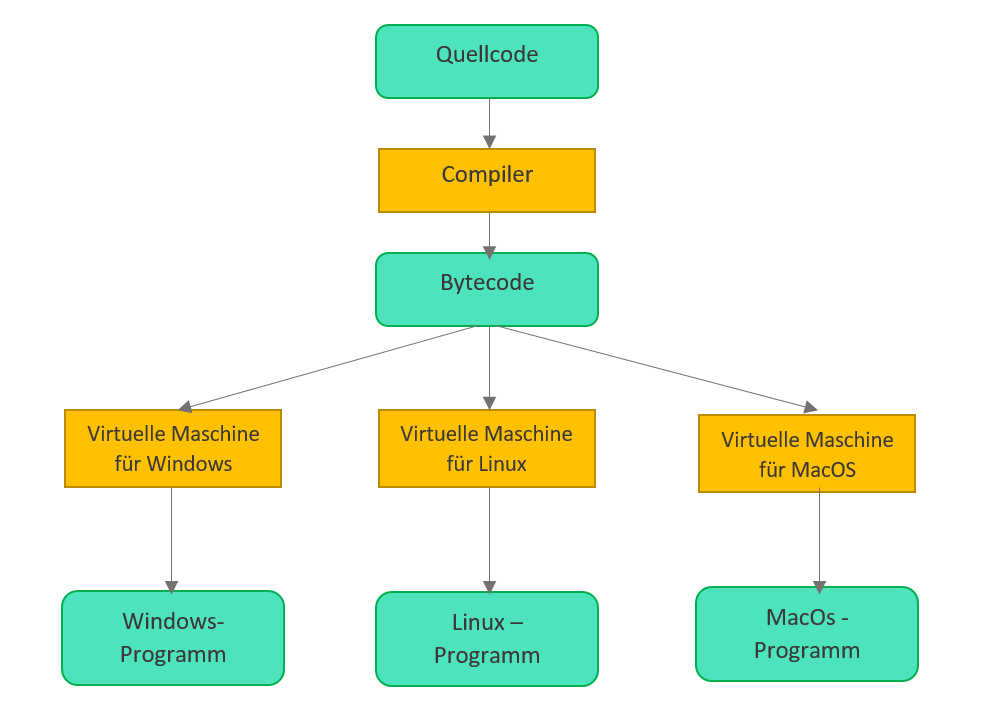 Quellcode
Compiler
Bytecode
Virtuelle Maschine
für Windows
Virtuelle Maschine
für Linux
Virtuelle Maschine
für MacOS
Windows-
Programm
Linux –
Programm
MacOs -
Programm